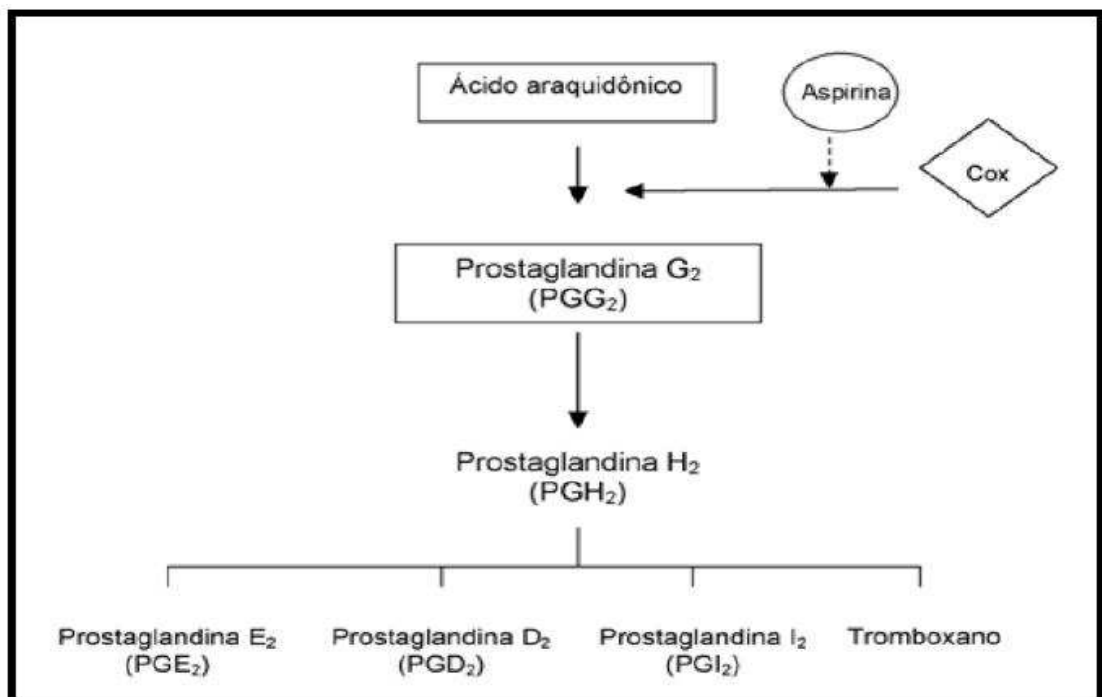 Ácido araquidônico
Aspirina
Cox
Prostaglandina G₂
(PGG₂)
Prostaglandina H₂
(PGH₂)
Prostaglandina E₂
(PGE₂)
Prostaglandina D₂
(PGD₂)
Prostaglandina I₂
(PGI₂)
Tromboxano